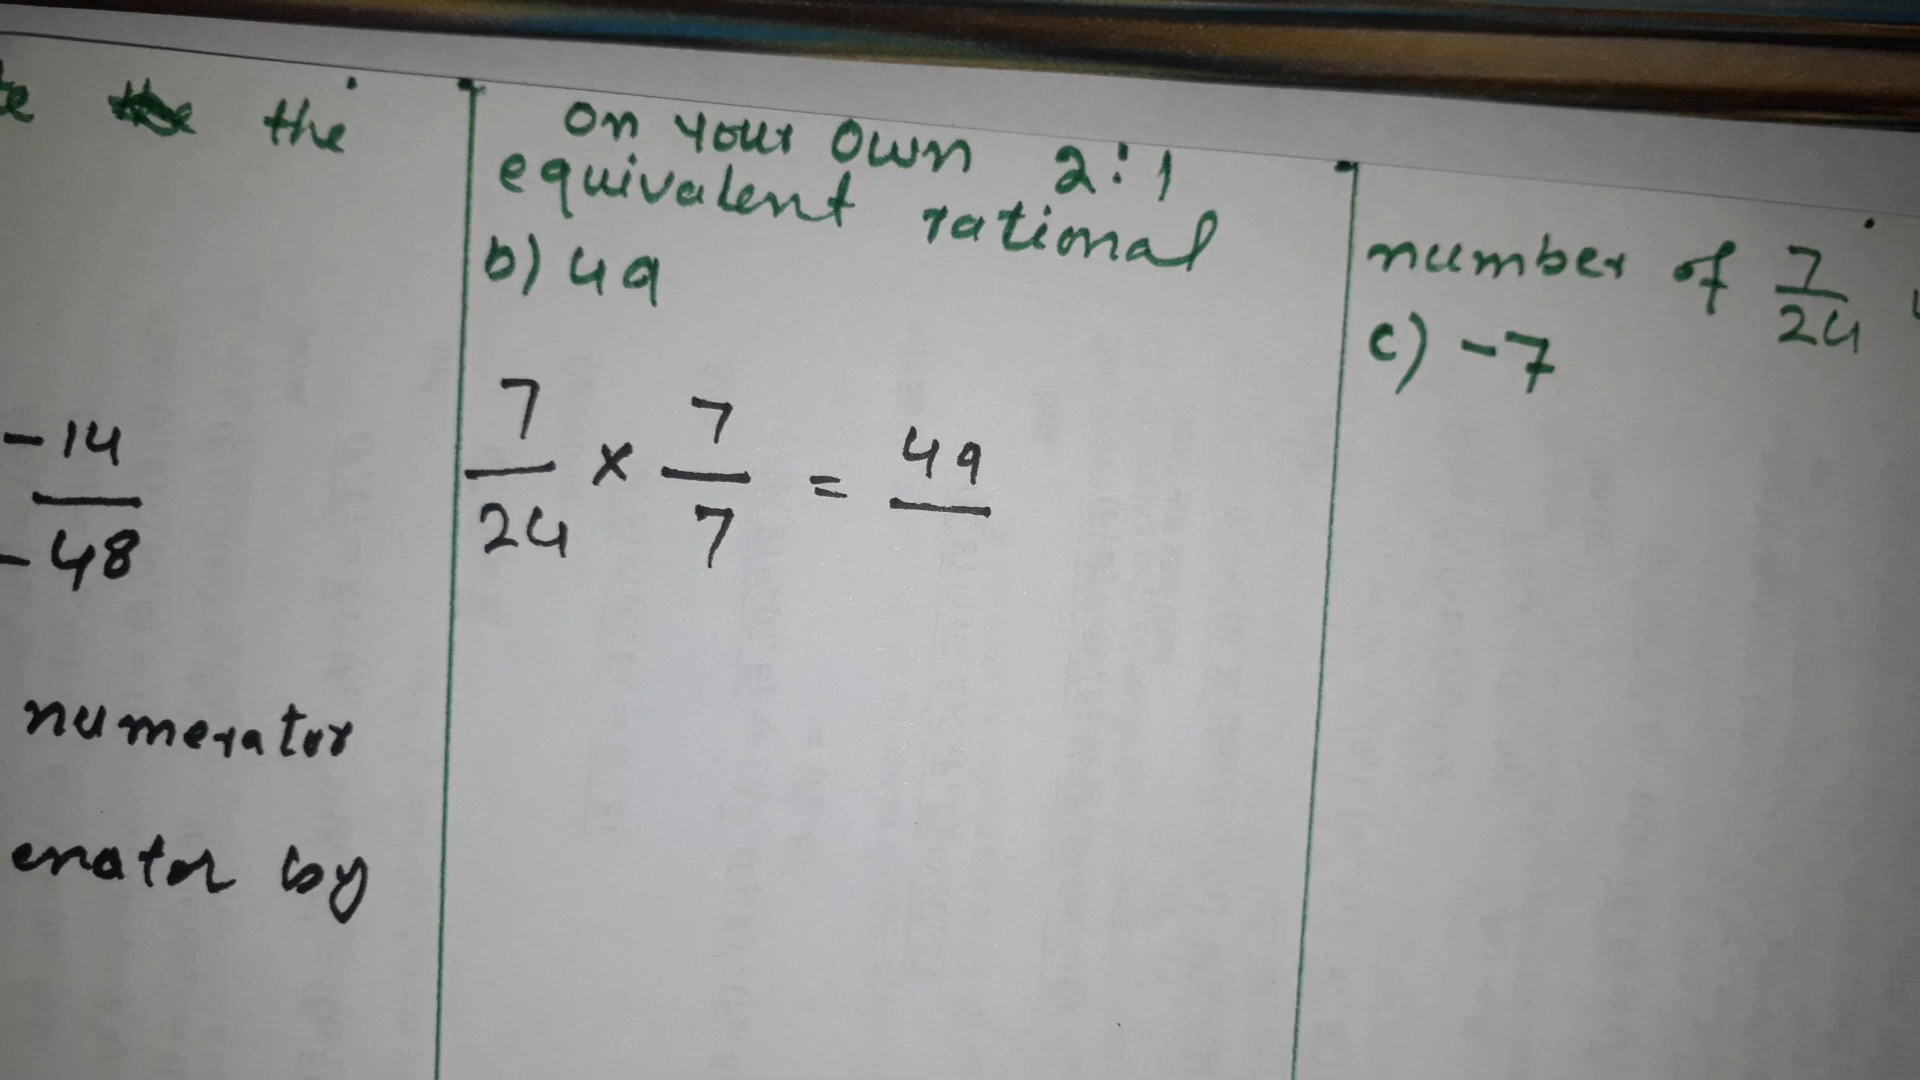 the
on your own 2:1
equivalent rational
number of 7/24
b) 49
c) -7
-14/-48
7/24 × 7/7 = 49/
numerator
enator by